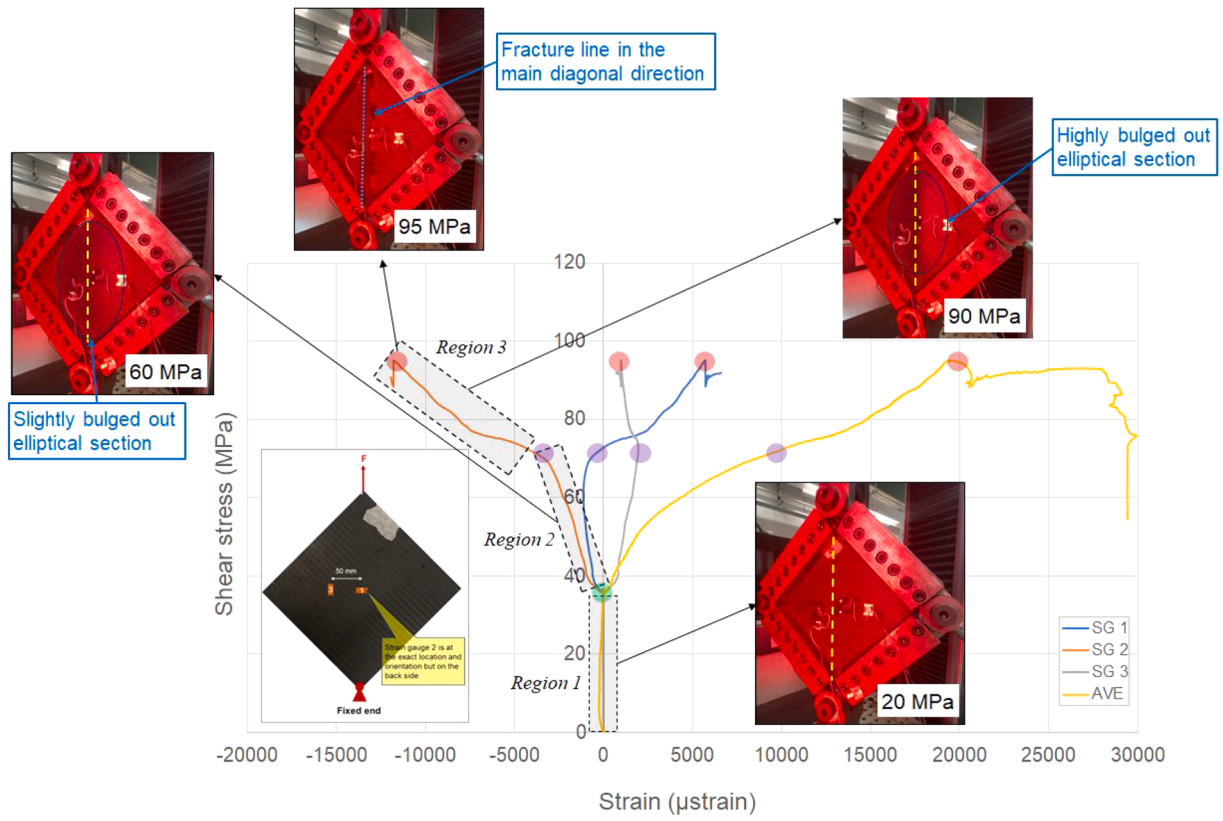 Fracture line in the
main diagonal direction
Highly bulged out
elliptical section
95 MPa
90 MPa
60 MPa
Slightly bulged out
elliptical section
Region 3
Region 2
Region 1
20 MPa
F
50 mm
3
1
Strain gauge 2 is at
the exact location and
orientation but on the
back side
Fixed end
Shear stress (MPa)
120
100
80
60
40
20
0
-20000
-15000
-10000
-5000
0
5000
10000
15000
20000
25000
30000
Strain (µstrain)
SG 1
SG 2
SG 3
AVE